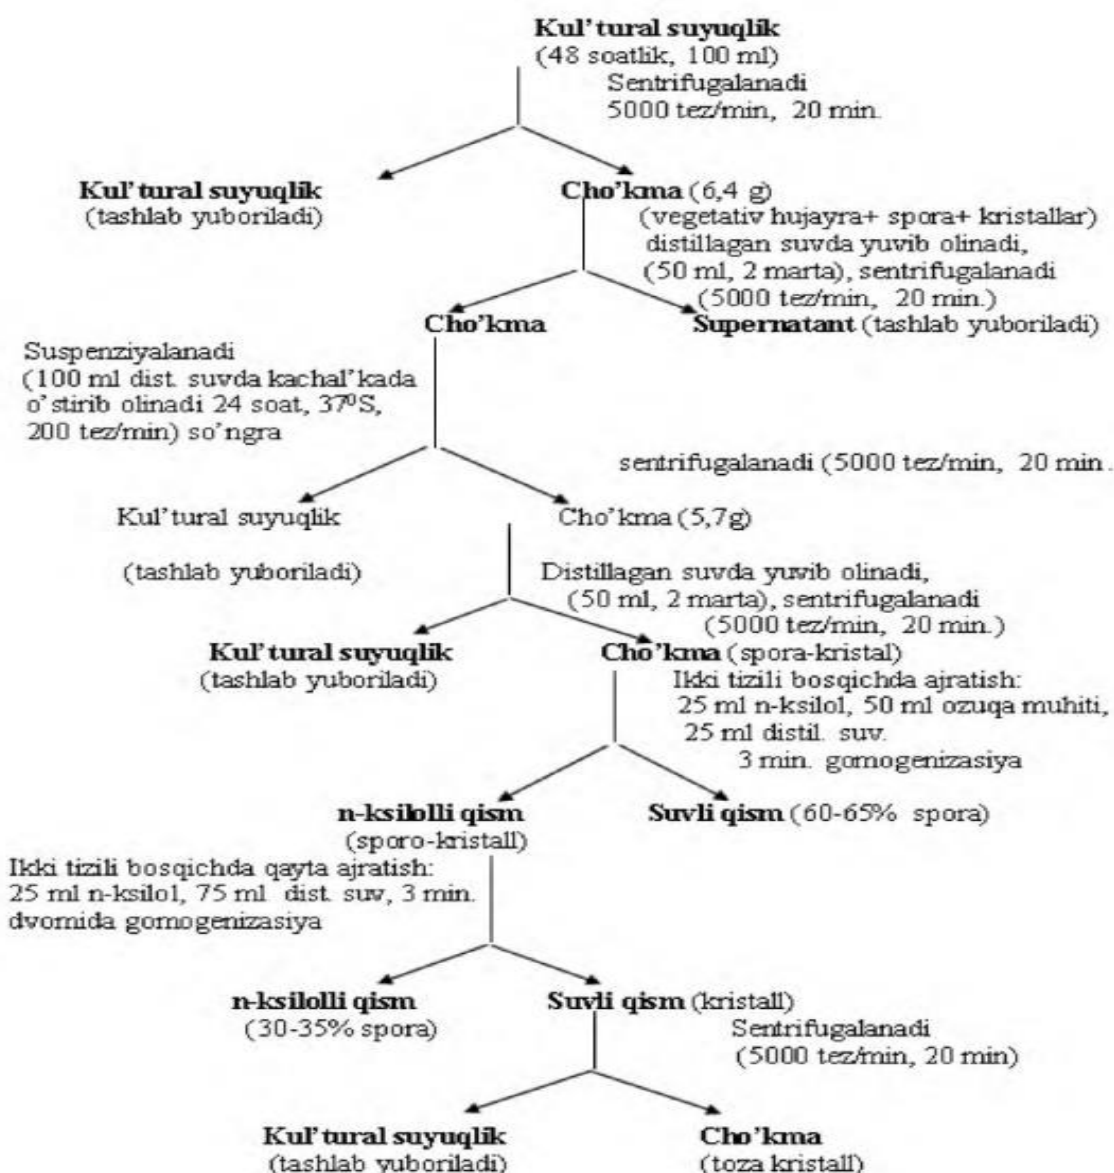 Kul'tural suyuqlik
(48 soatlik, 100 ml)
Sentrifugalanadi
5000 tez/min, 20 min.
Kul'tural suyuqlik
(tashlab yuboriladi)
Cho'kma (6,4 g)
(vegetativ hujayra+ spora+ kristallar)
distillagan suvda yuvib olinadi,
(50 ml, 2 marta), sentrifugalanadi
(5000 tez/min, 20 min.)
Cho'kma
Supernatant (tashlab yuboriladi)
Suspenziyalanadi
(100 ml dist. suvda kachal'kada
o'stirib olinadi 24 soat, 37⁰S,
200 tez/min) so'ngra
sentrifugalanadi (5000 tez/min, 20 min.
Kul'tural suyuqlik
(tashlab yuboriladi)
Cho'kma (5,7g)
Distillagan suvda yuvib olinadi,
(50 ml, 2 marta), sentrifugalanadi
(5000 tez/min, 20 min.)
Kul'tural suyuqlik
(tashlab yuboriladi)
Cho'kma (spora-kristal)
Ikki tizili bosqichda ajratish:
25 ml n-ksilol, 50 ml ozuqa muhiti,
25 ml distil. suv.
3 min. gomogenizasiya
n-ksilolli qism
(sporo-kristall)
Suvli qism (60-65% spora)
Ikki tizili bosqichda qayta ajratish:
25 ml n-ksilol, 75 ml dist. suv, 3 min.
dvomida gomogenizasiya
n-ksilolli qism
(30-35% spora)
Suvli qism (kristall)
Sentrifugalanadi
(5000 tez/min, 20 min)
Kul'tural suyuqlik
(tashlab yuboriladi)
Cho'kma
(toza kristall)